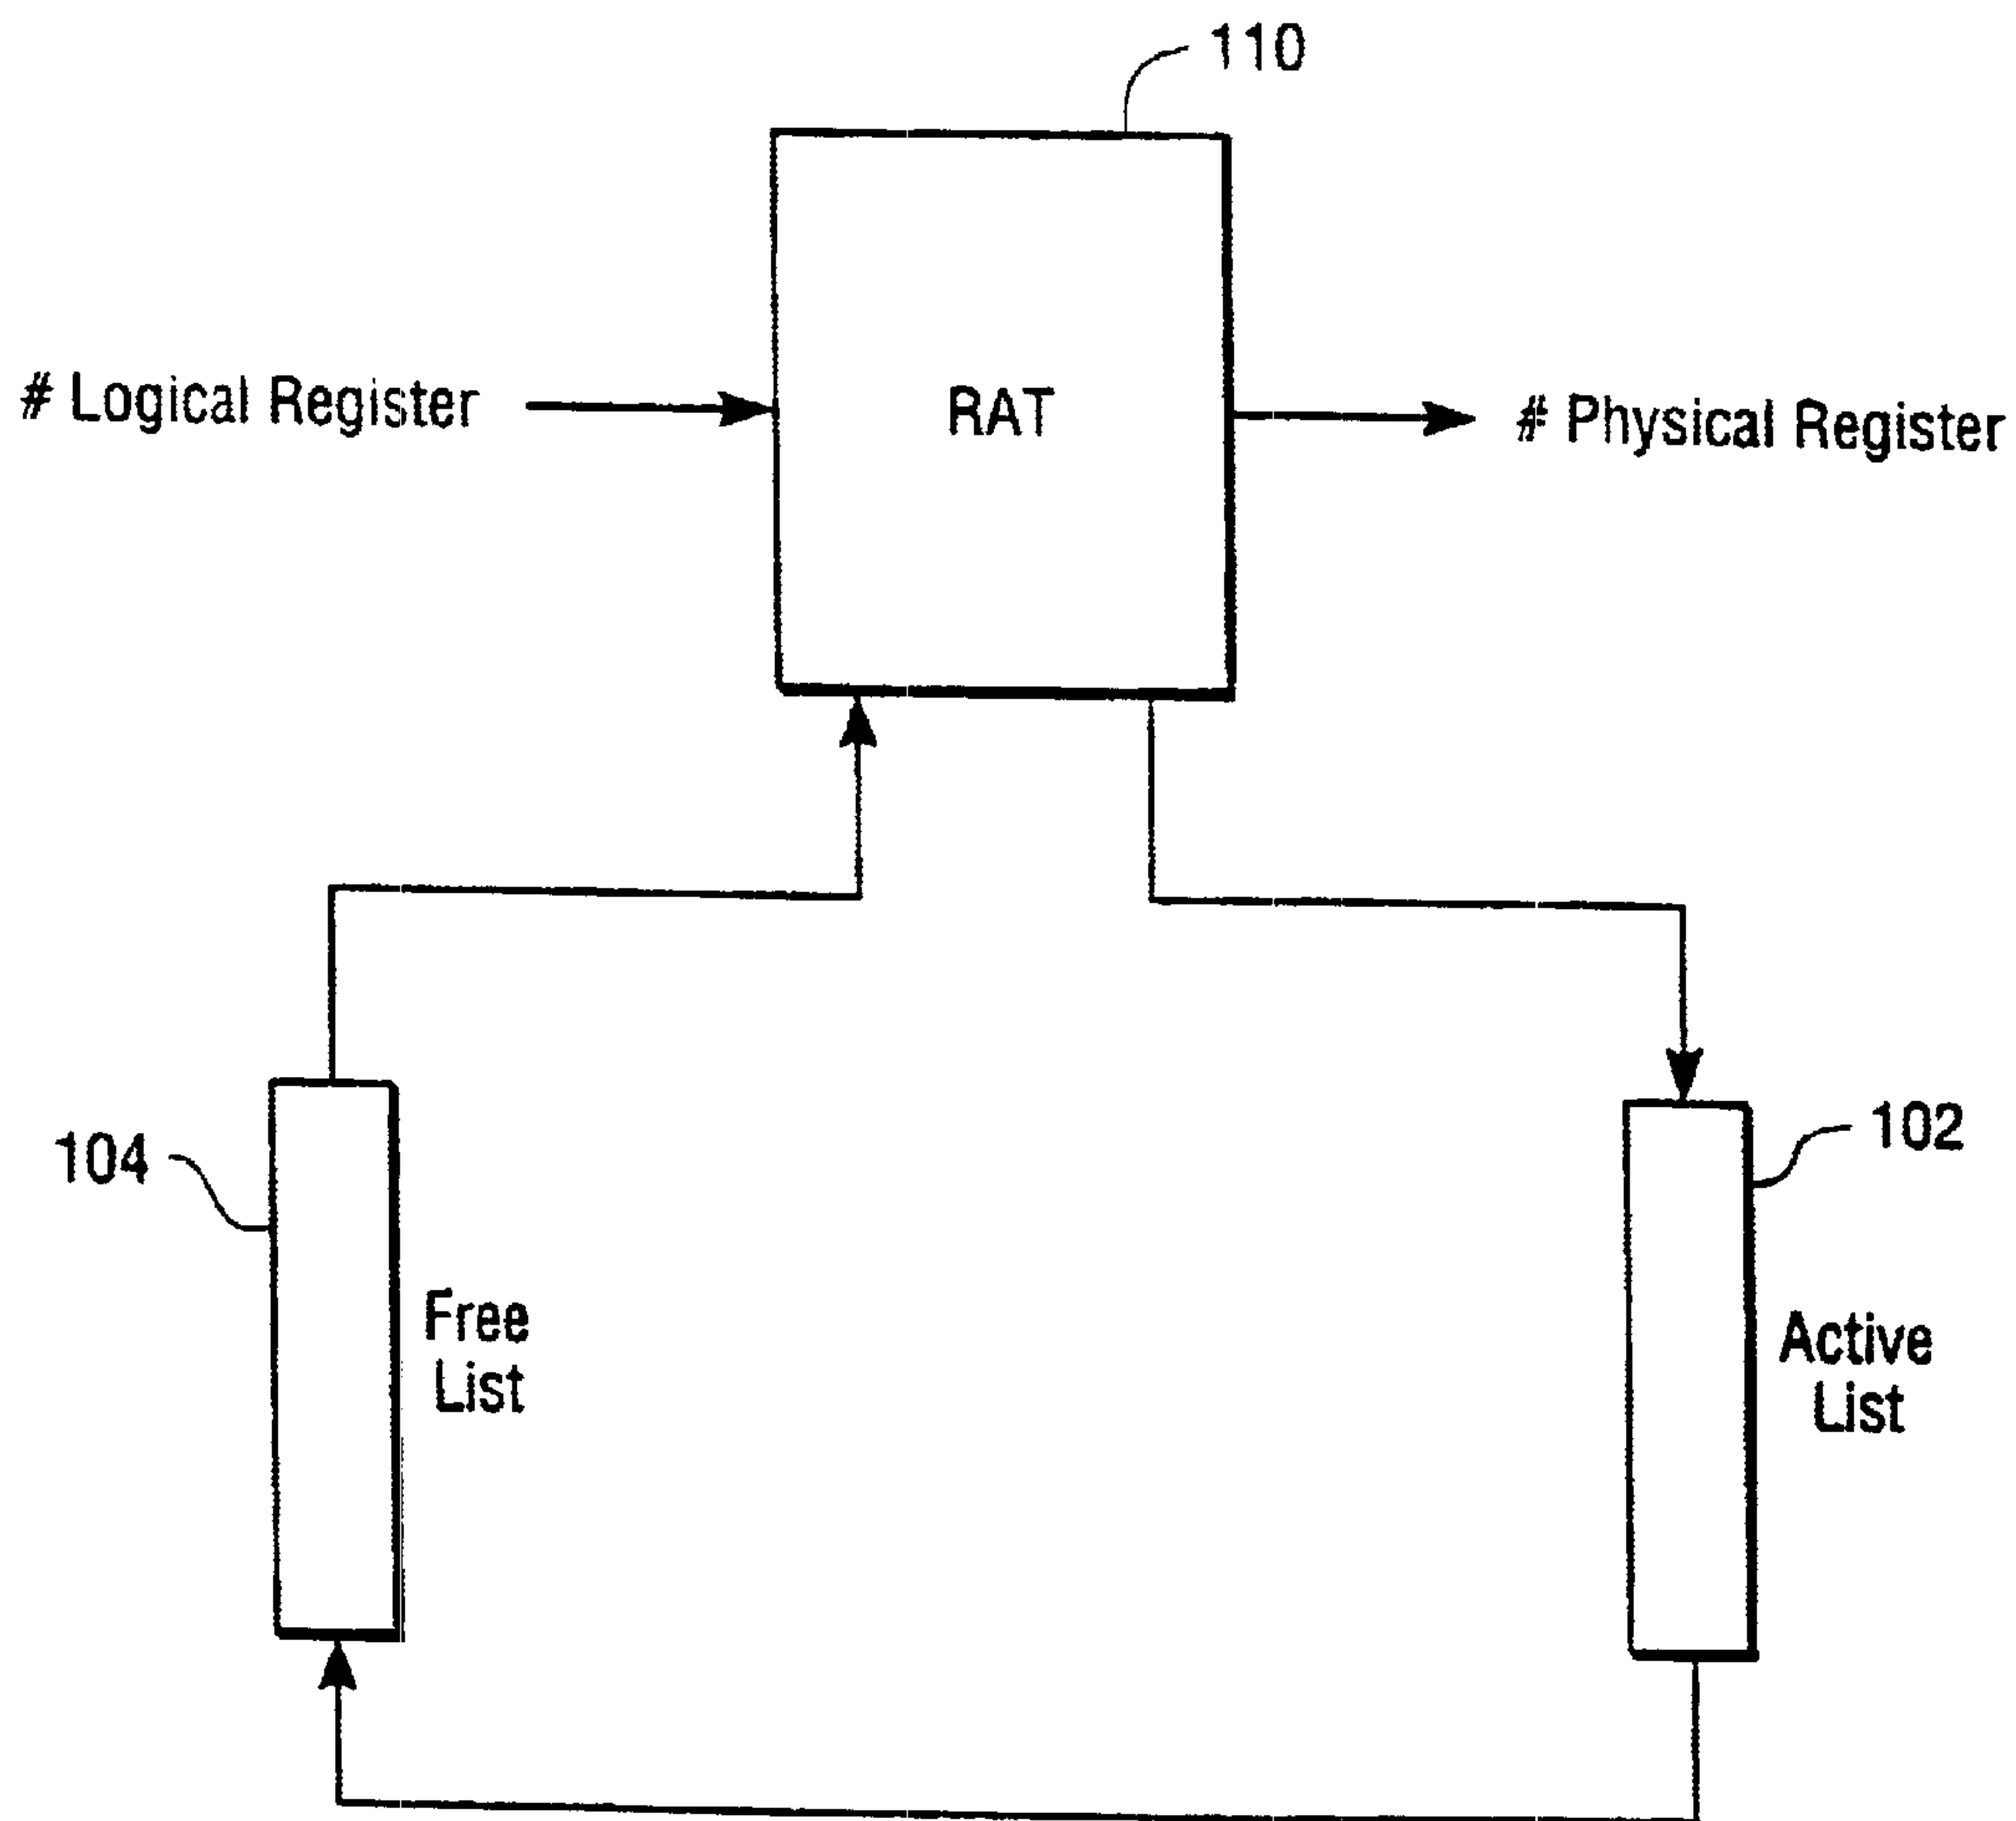 110
# Logical Register
RAT
# Physical Register
104
102
Free
List
Active
List